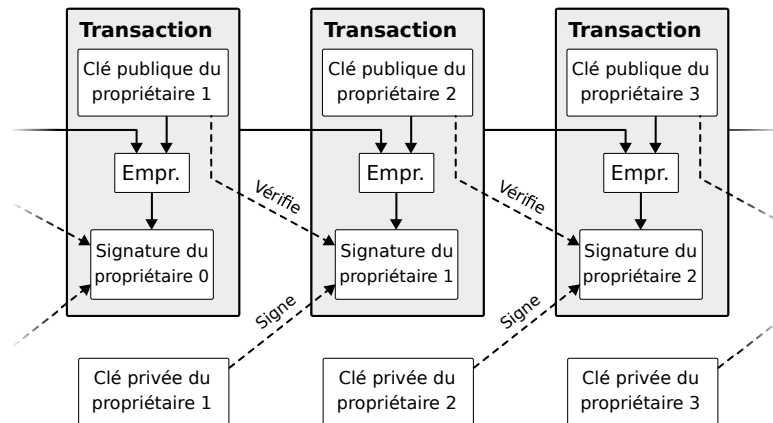 Transaction
Clé publique du
propriétaire 1
Empr.
Signature du
propriétaire 0
Vérifie
Signe
Clé privée du
propriétaire 1
Transaction
Clé publique du
propriétaire 2
Empr.
Signature du
propriétaire 1
Vérifie
Signe
Clé privée du
propriétaire 2
Transaction
Clé publique du
propriétaire 3
Empr.
Signature du
propriétaire 2
Clé privée du
propriétaire 3